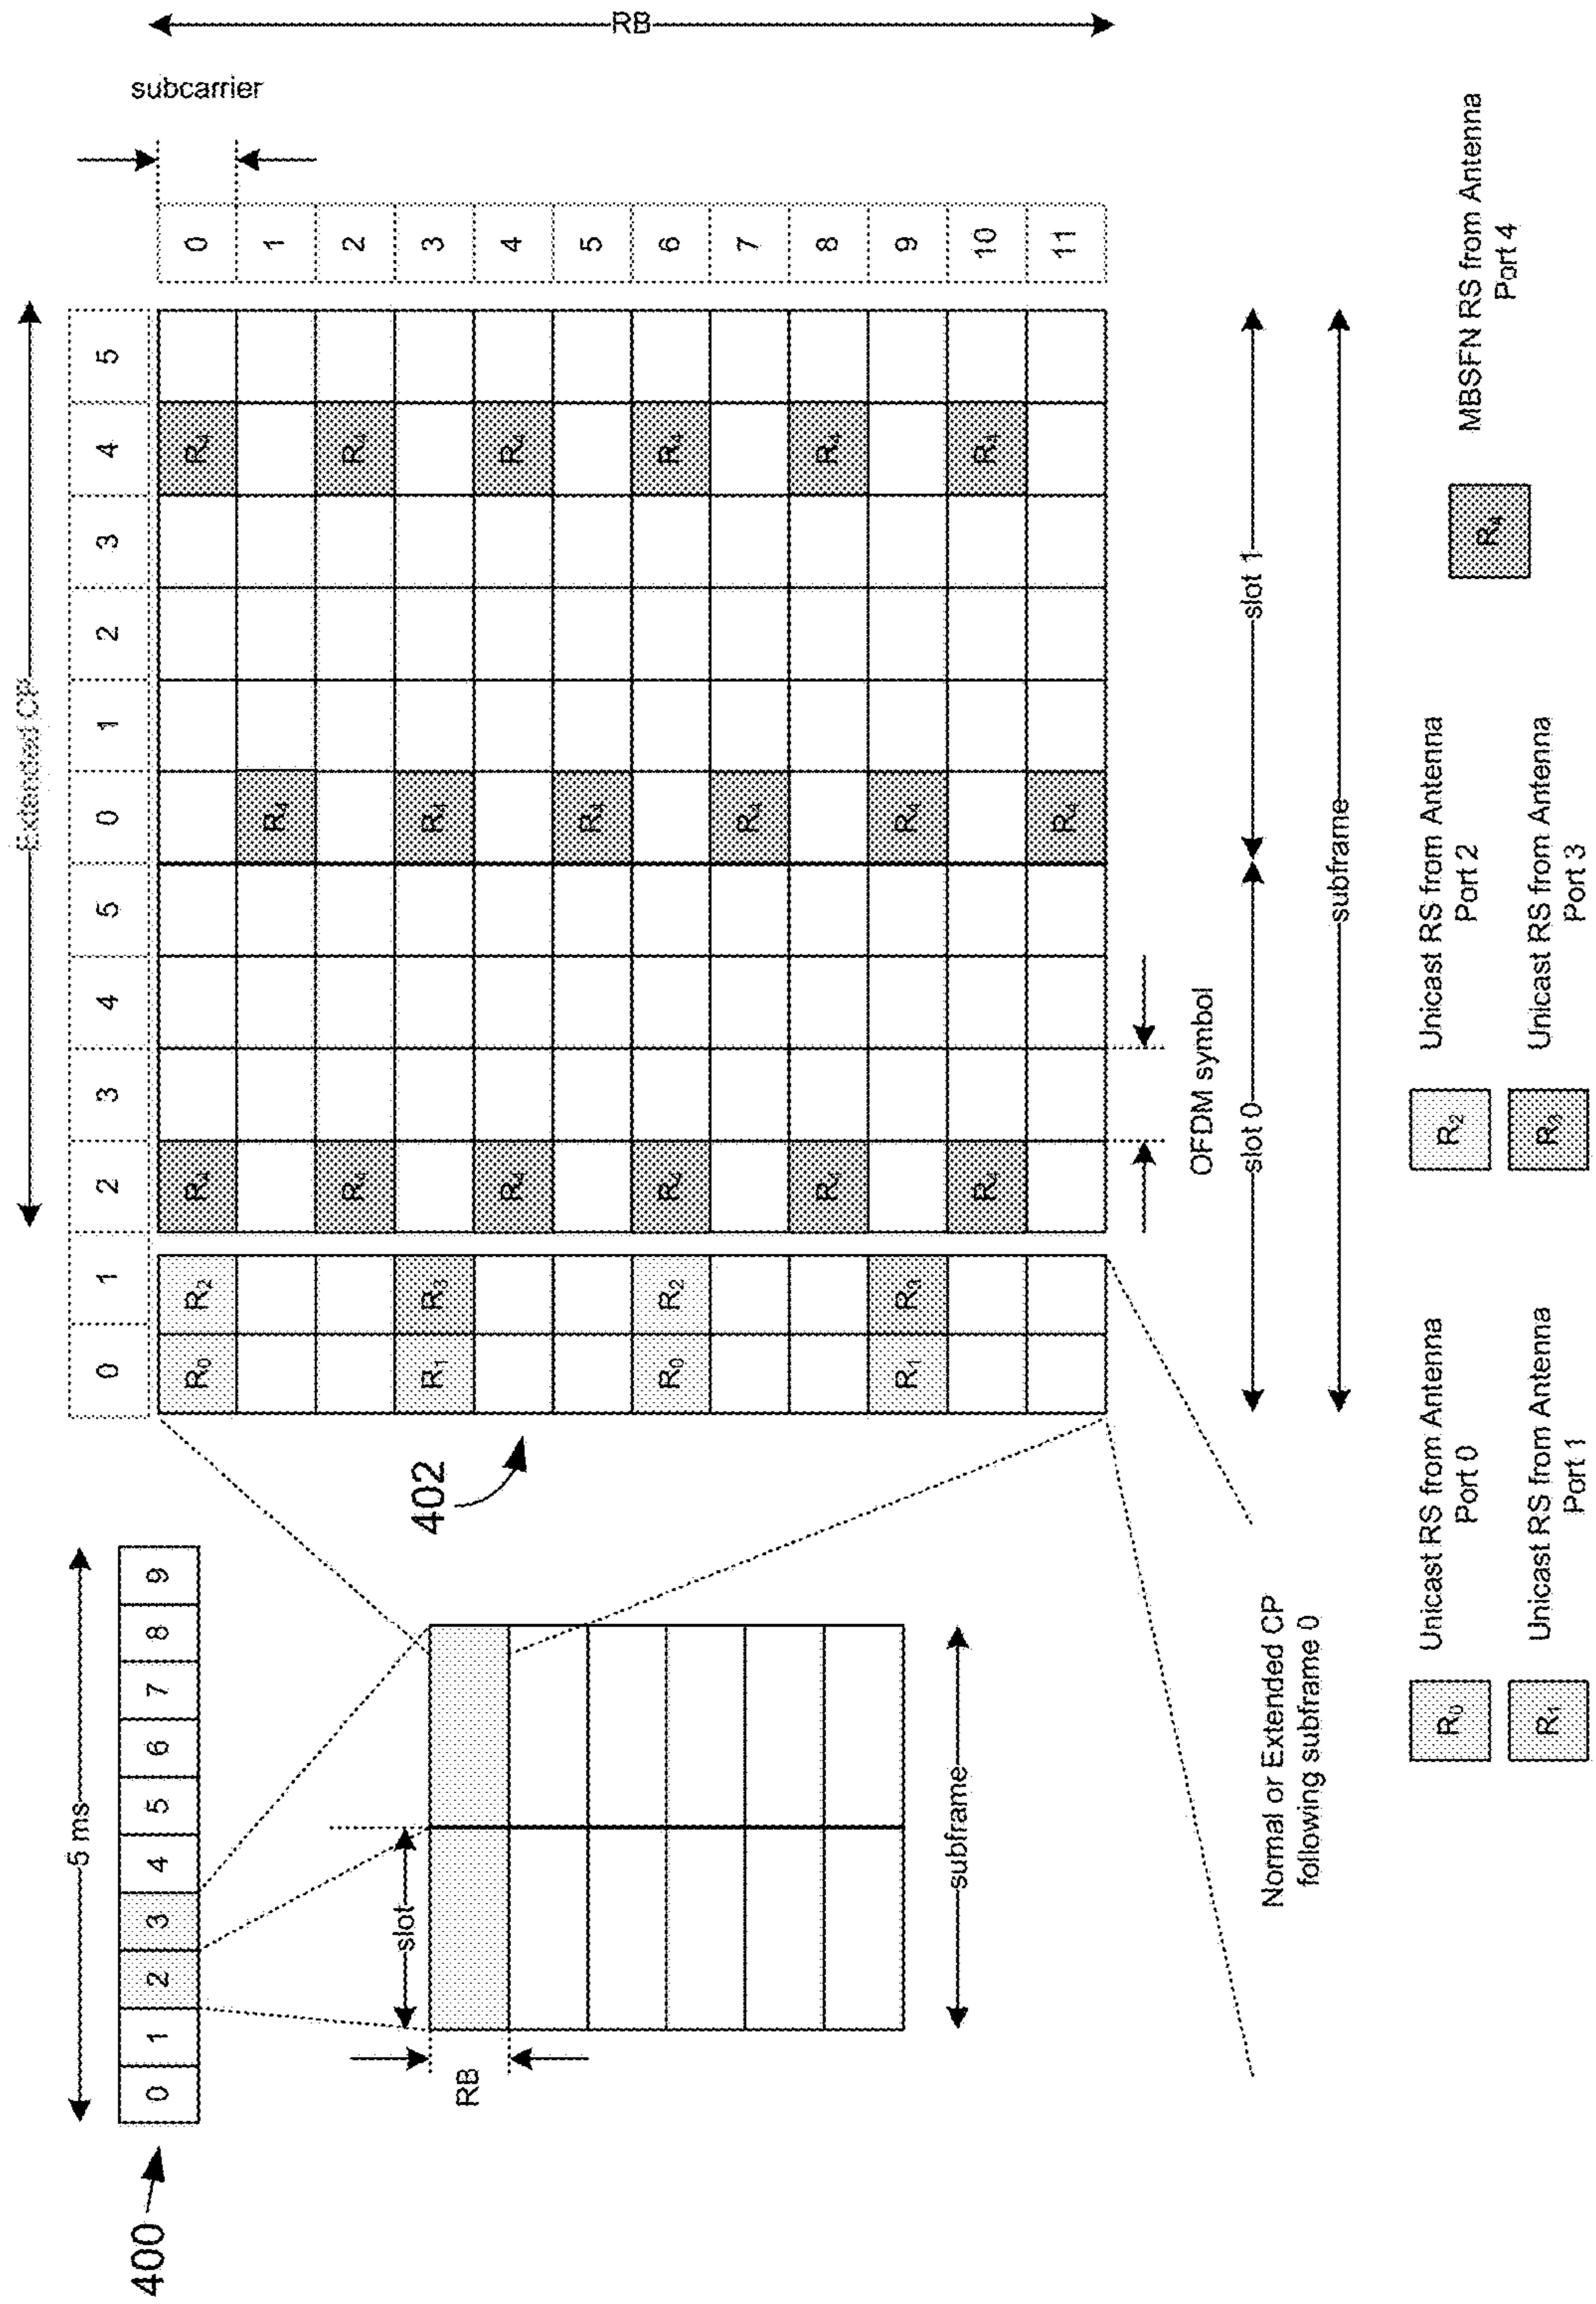 Extended CP
5 ms
0 1 2 3 4 5 0 1 2 3 4 5
400
0 1 2 3 4 5 6 7 8 9
subcarrier
R₀ R₂ R₄ R₄ 0
R₄ 1
R₄ R₄ 2
402
slot
RB
R₁ R₃ R₄ 3
R₄ R₄ 4
R₄ 5
RB
R₀ R₂ R₄ R₄ 6
R₄ 7
R₄ R₄ 8
R₁ R₃ R₄ 9
subframe
R₄ R₄ 10
R₄ 11
OFDM symbol
slot 0 slot 1
Normal or Extended CP
following subframe 0
subframe
R₀ Unicast RS from Antenna
Port 0
R₂ Unicast RS from Antenna
Port 2
R₄ MBSFN RS from Antenna
Port 4
R₁ Unicast RS from Antenna
Port 1
R₃ Unicast RS from Antenna
Port 3